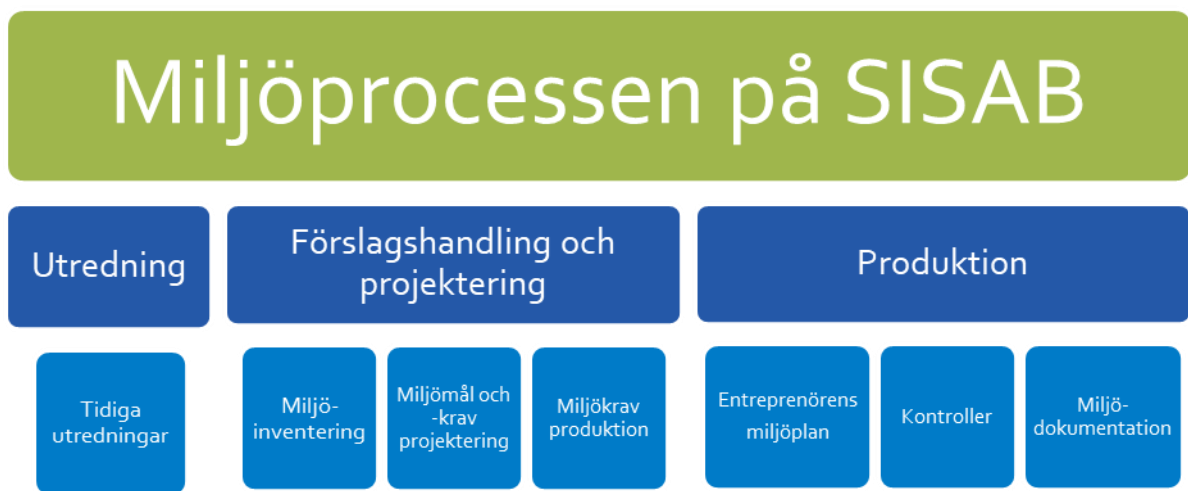 Miljöprocessen på SISAB
Utredning
Förslagshandling och
projektering
Produktion
Tidiga
utredningar
Miljö-
inventering
Miljömål och
-krav
projektering
Miljökrav
produktion
Entreprenörens
miljöplan
Kontroller
Miljö-
dokumentation